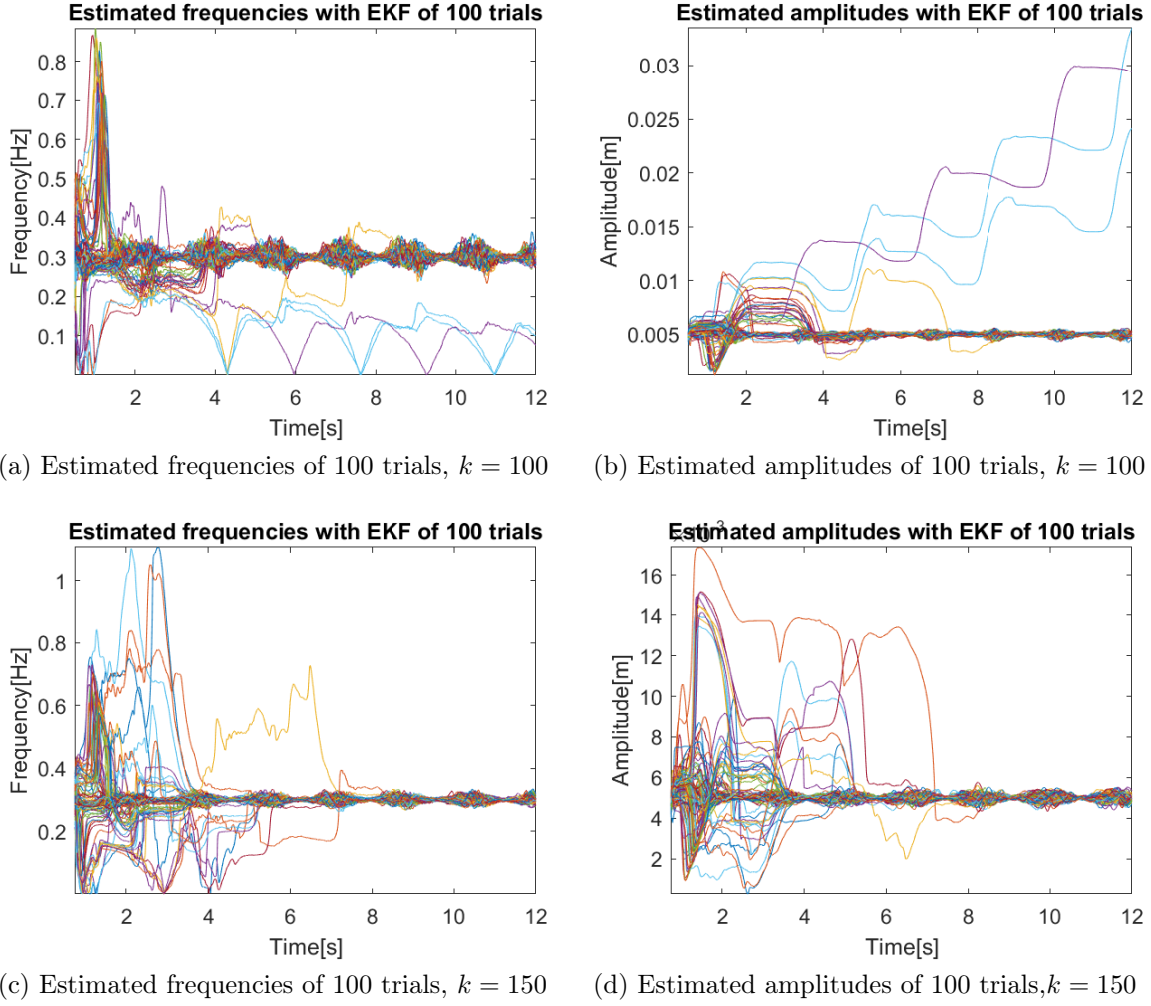 Estimated frequencies with EKF of 100 trials
Estimated amplitudes with EKF of 100 trials
0.8
0.7
0.6
0.5
0.4
0.3
0.2
0.1
Frequency[Hz]
2 4 6 8 10 12
Time[s]
0.03
0.025
0.02
0.015
0.01
0.005
Amplitude[m]
2 4 6 8 10 12
Time[s]
(a) Estimated frequencies of 100 trials, k = 100
(b) Estimated amplitudes of 100 trials, k = 100
Estimated frequencies with EKF of 100 trials
Estimated amplitudes with EKF of 100 trials
1
0.8
0.6
0.4
0.2
Frequency[Hz]
2 4 6 8 10 12
Time[s]
16
14
12
10
8
6
4
2
Amplitude[m]
2 4 6 8 10 12
Time[s]
(c) Estimated frequencies of 100 trials, k = 150
(d) Estimated amplitudes of 100 trials,k = 150